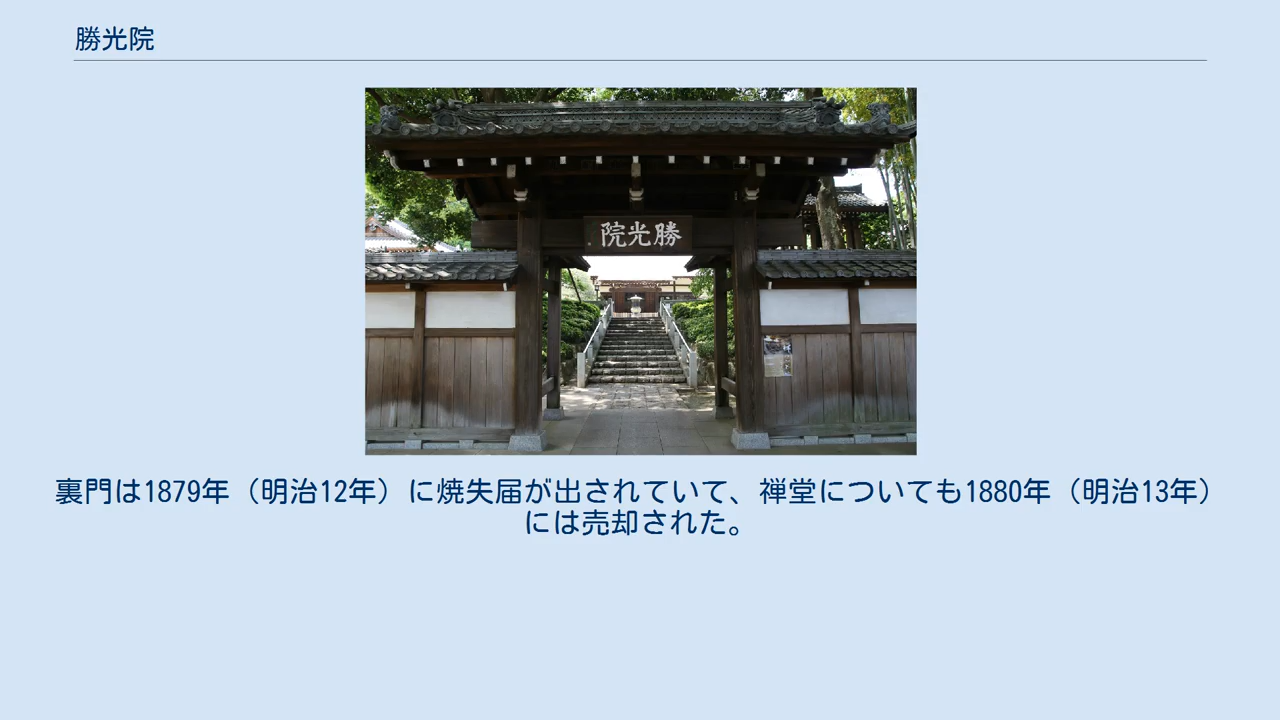 勝光院
院光勝
裏門は1879年（明治12年）に焼失届が出されていて、禅堂についても1880年（明治13年）
には売却された。